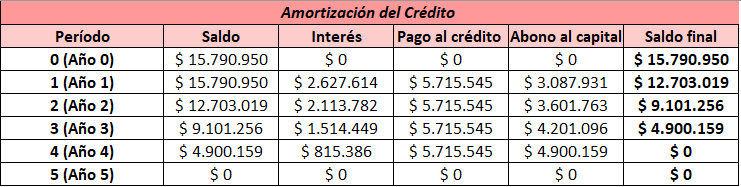 Amortización del Crédito
Período Saldo Interés Pago al crédito Abono al capital Saldo final
0 (Año 0) $ 15.790.950 $ 0 $ 0 $ 0 $ 15.790.950
1 (Año 1) $ 15.790.950 $ 2.627.614 $ 5.715.545 $ 3.087.931 $ 12.703.019
2 (Año 2) $ 12.703.019 $ 2.113.782 $ 5.715.545 $ 3.601.763 $ 9.101.256
3 (Año 3) $ 9.101.256 $ 1.514.449 $ 5.715.545 $ 4.201.096 $ 4.900.159
4 (Año 4) $ 4.900.159 $ 815.386 $ 5.715.545 $ 4.900.159 $ 0
5 (Año 5) $ 0 $ 0 $ 0 $ 0 $ 0